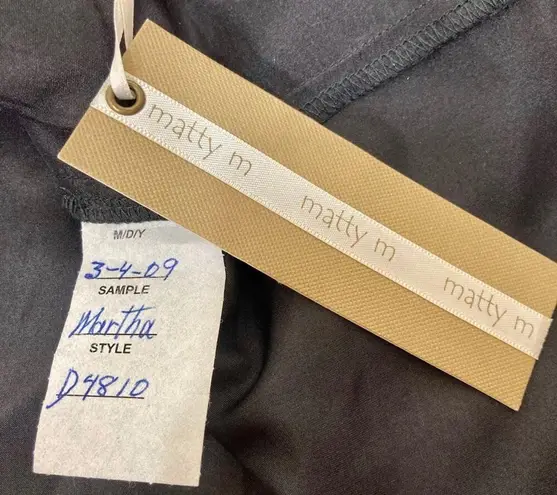 matty m
matty m
matty m
M/D/Y
3-4-09
SAMPLE
Martha
STYLE
D4810